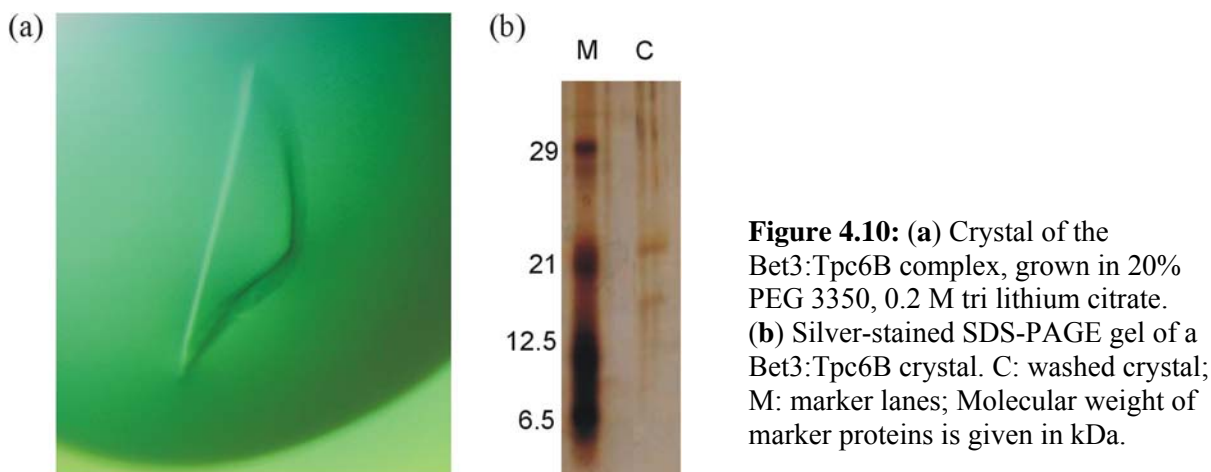 (a)
(b)
M C
29
21
12.5
6.5
Figure 4.10: (a) Crystal of the
Bet3:Tpc6B complex, grown in 20%
PEG 3350, 0.2 M tri lithium citrate.
(b) Silver-stained SDS-PAGE gel of a
Bet3:Tpc6B crystal. C: washed crystal;
M: marker lanes; Molecular weight of
marker proteins is given in kDa.